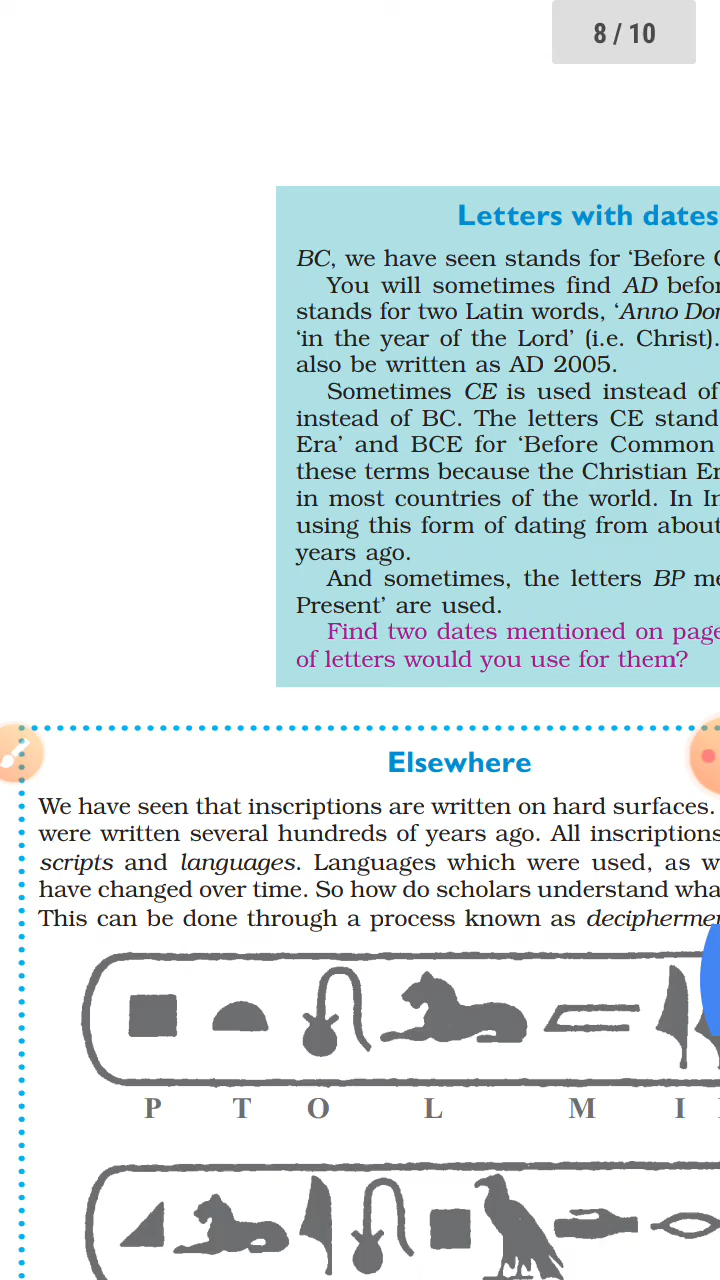 8 / 10
Letters with dates
BC, we have seen stands for ‘Before
You will sometimes find AD
stands for two Latin words, ‘Anno
‘in the year of the Lord’ (i.e. Christ).
also be written as AD 2005.
Sometimes CE is used instead of
instead of BC. The letters CE stand
Era’ and BCE for ‘Before Common
these terms because the Christian
in most countries of the world. In
using this form of dating from about
years ago.
And sometimes, the letters BP
Present’ are used.
Find two dates mentioned on page
of letters would you use for them?
Elsewhere
We have seen that inscriptions are written on hard surfaces.
were written several hundreds of years ago. All inscriptions
scripts and languages. Languages which were used, as
have changed over time. So how do scholars understand
This can be done through a process known as
P T O L M I